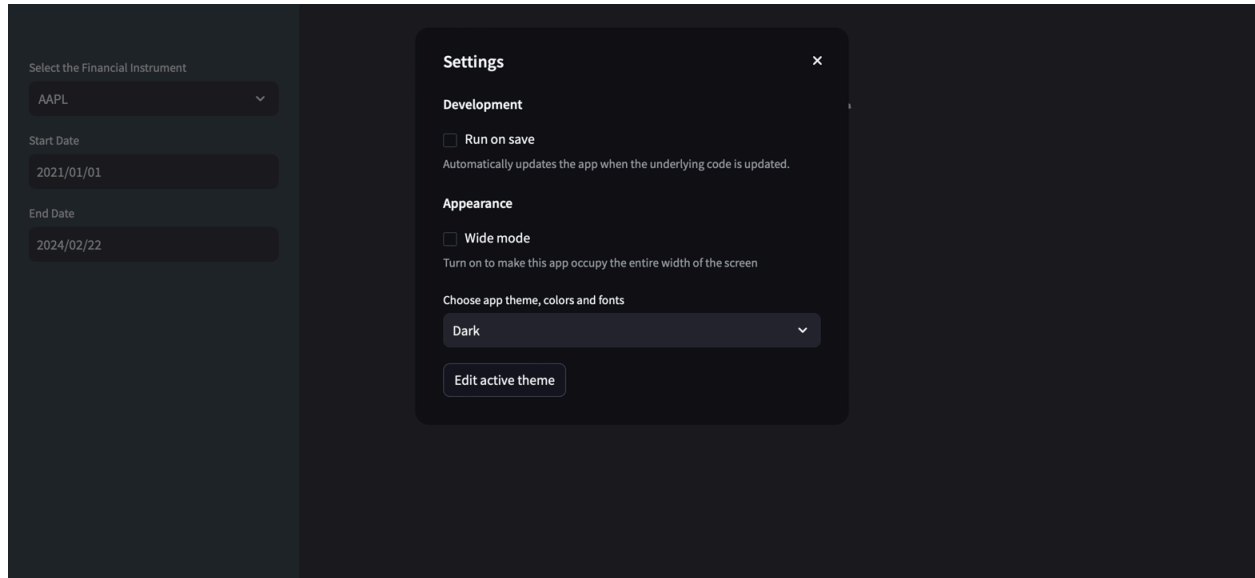 Select the Financial Instrument
AAPL
Start Date
2021/01/01
End Date
2024/02/22
Settings
Development
Run on save
Automatically updates the app when the underlying code is updated.
Appearance
Wide mode
Turn on to make this app occupy the entire width of the screen
Choose app theme, colors and fonts
Dark
Edit active theme